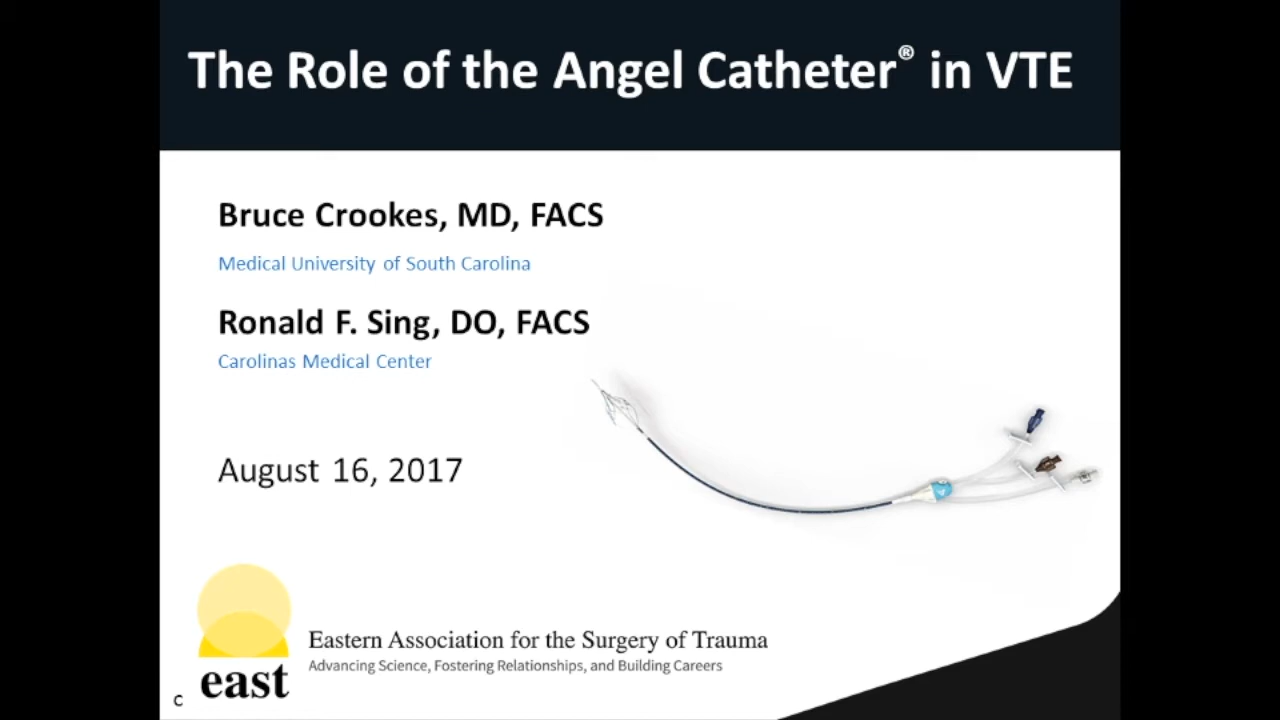 The Role of the Angel Catheter® in VTE
Bruce Crookes, MD, FACS
Medical University of South Carolina
Ronald F. Sing, DO, FACS
Carolinas Medical Center
August 16, 2017
Eastern Association for the Surgery of Trauma
Advancing Science, Fostering Relationships, and Building Careers
east
c